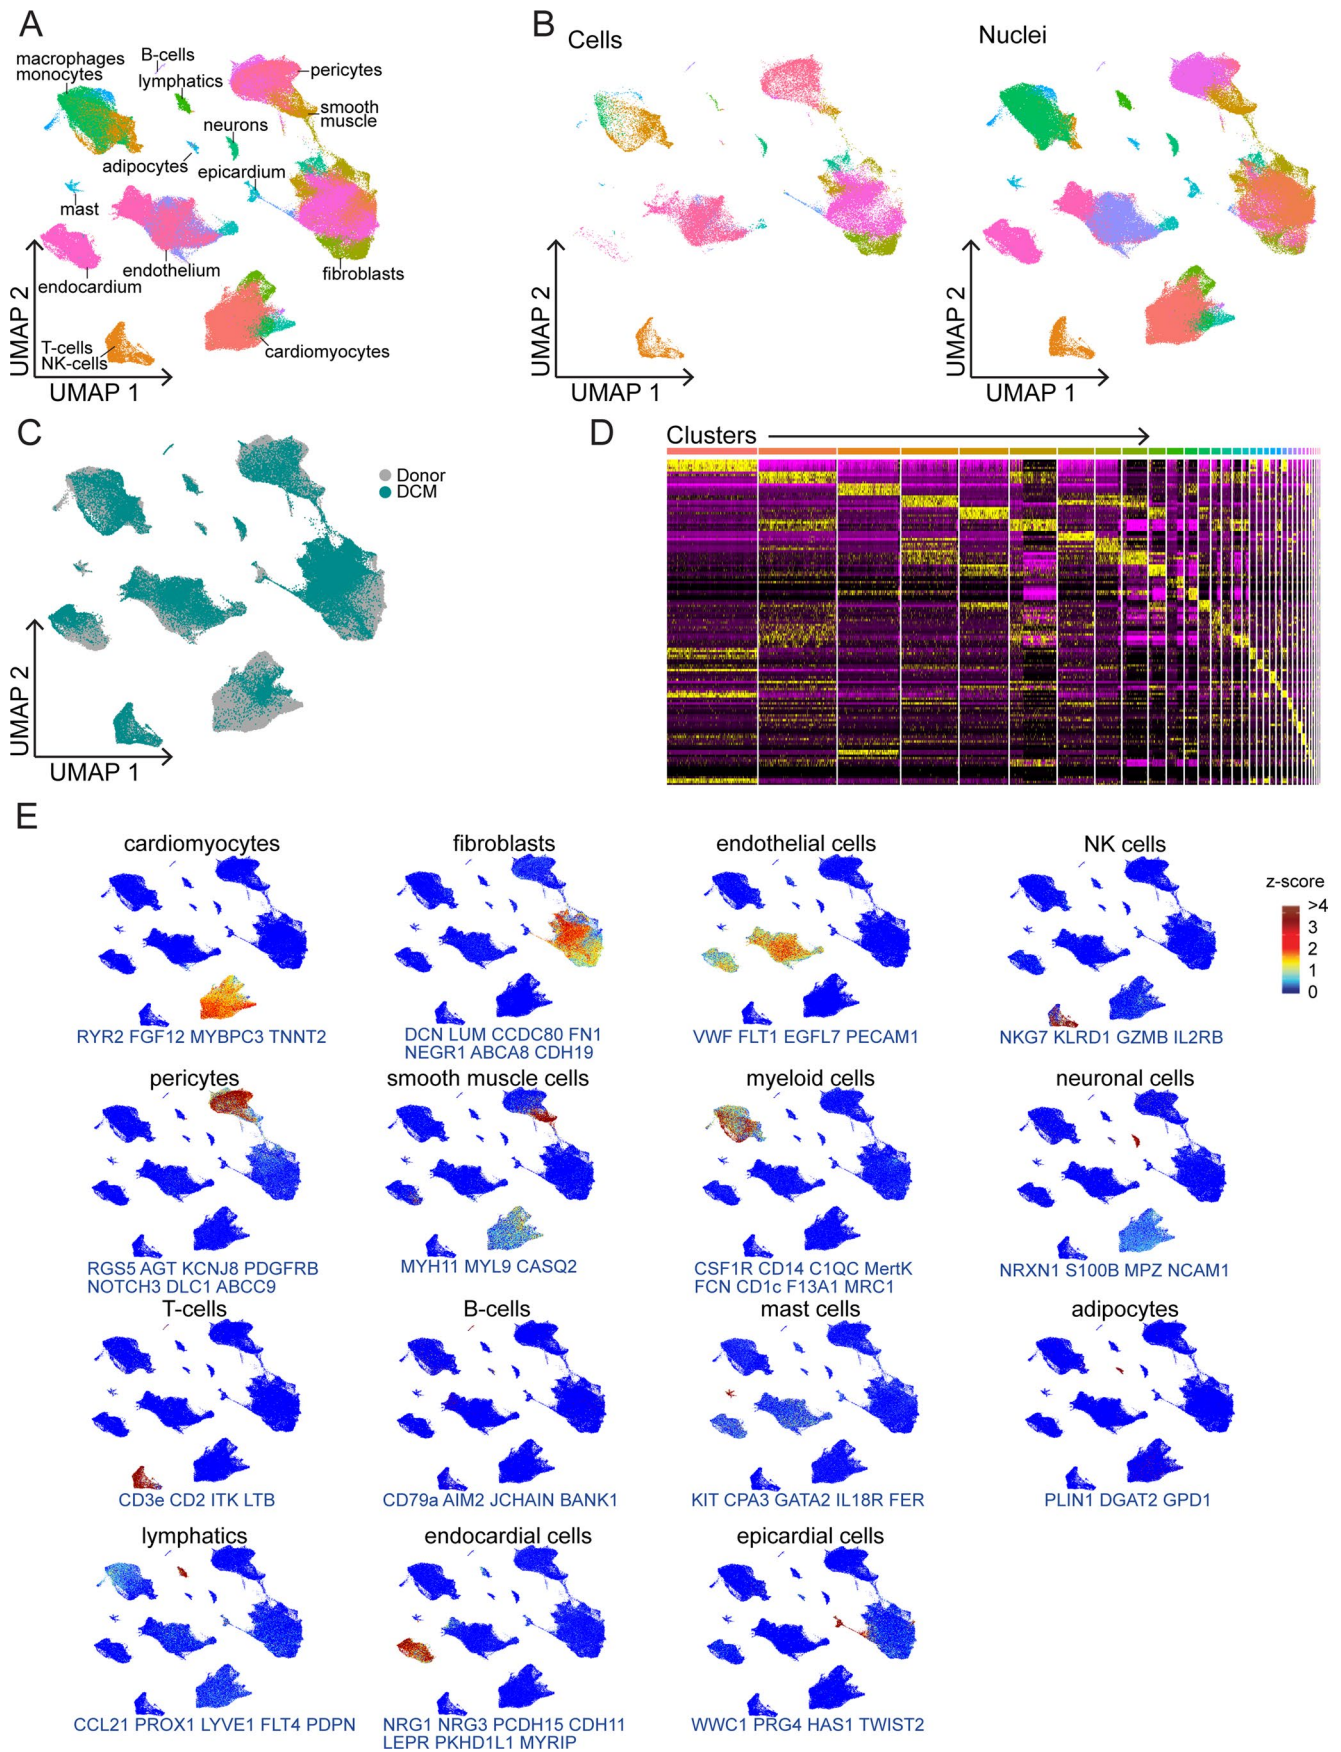 A
macrophages
monocytes
B-cells
lymphatics
pericytes
smooth
muscle
neurons
adipocytes
epicardium
mast
endothelium
endocardium
fibroblasts
T-cells
NK-cells
cardiomyocytes
UMAP 2
UMAP 1
B
Cells
Nuclei
UMAP 2
UMAP 1
UMAP 2
UMAP 1
C
Donor
DCM
UMAP 2
UMAP 1
D
Clusters
E
cardiomyocytes
fibroblasts
endothelial cells
NK cells
z-score
>4
3
2
1
0
RYR2 FGF12 MYBPC3 TNNT2
DCN LUM CCDC80 FN1
NEGR1 ABCA8 CDH19
VWF FLT1 EGFL7 PECAM1
NKG7 KLRD1 GZMB IL2RB
pericytes
smooth muscle cells
myeloid cells
neuronal cells
RGS5 AGT KCNJ8 PDGFRB
NOTCH3 DLC1 ABCC9
MYH11 MYL9 CASQ2
CSF1R CD14 C1QC MertK
FCN CD1c F13A1 MRC1
NRXN1 S100B MPZ NCAM1
T-cells
B-cells
mast cells
adipocytes
CD3e CD2 ITK LTB
CD79a AIM2 JCHAIN BANK1
KIT CPA3 GATA2 IL18R FER
PLIN1 DGAT2 GPD1
lymphatics
endocardial cells
epicardial cells
CCL21 PROX1 LYVE1 FLT4 PDPN
NRG1 NRG3 PCDH15 CDH11
LEPR PKHD1L1 MYRIP
WWC1 PRG4 HAS1 TWIST2